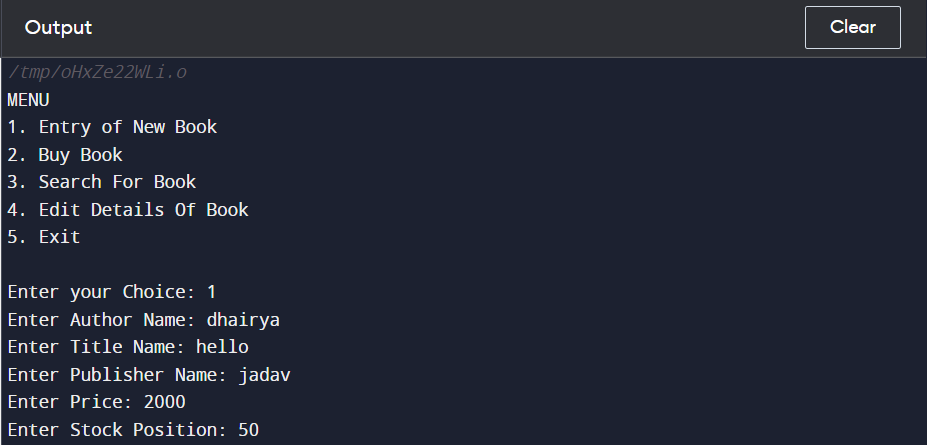 Output
Clear
/tmp/oHxZe22WLi.o
MENU
1. Entry of New Book
2. Buy Book
3. Search For Book
4. Edit Details Of Book
5. Exit
Enter your Choice: 1
Enter Author Name: dhairya
Enter Title Name: hello
Enter Publisher Name: jadav
Enter Price: 2000
Enter Stock Position: 50